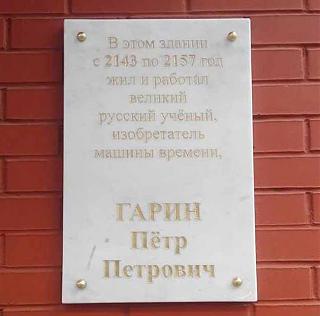 В этом здании
с 2143 по 2157 год
жил и работал
великий
русский учёный,
изобретатель
машины времени,
ГАРИН
Пётр
Петрович